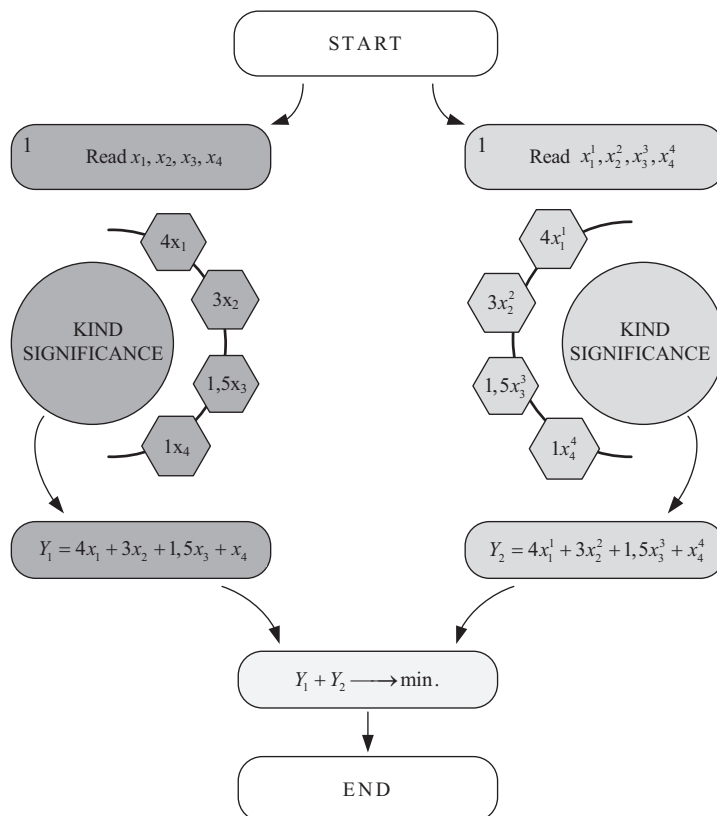 START
1
Read x₁, x₂, x₃, x₄
1
Read x₁¹, x₂², x₃³, x₄⁴
4x₁
3x₂
KIND
SIGNIFICANCE
1,5x₃
1x₄
4x₁¹
3x₂²
KIND
SIGNIFICANCE
1,5x₃³
1x₄⁴
Y₁ = 4x₁ + 3x₂ + 1,5x₃ + x₄
Y₂ = 4x₁¹ + 3x₂² + 1,5x₃³ + x₄⁴
Y₁ + Y₂ ⟶ min.
END